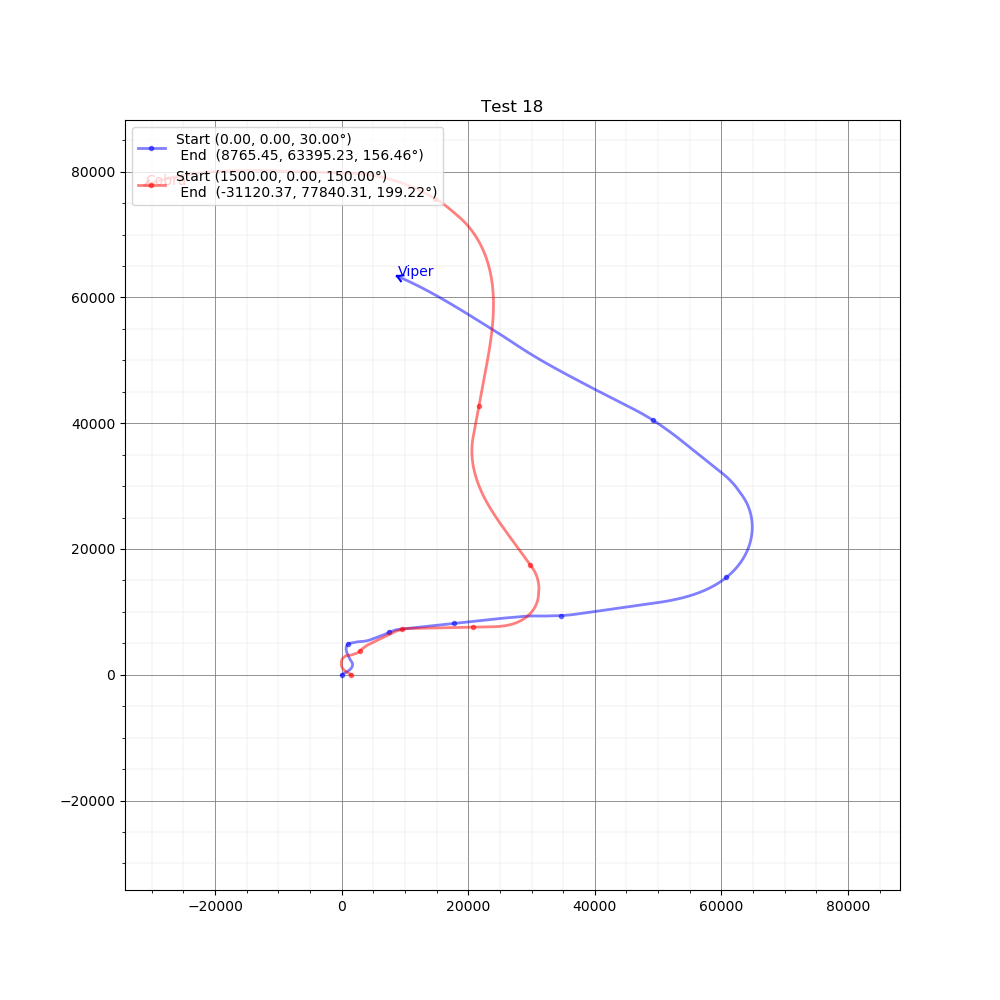 Test 18
Start (0.00, 0.00, 30.00°)
End (8765.45, 63395.23, 156.46°)
Start (1500.00, 0.00, 150.00°)
End (-31120.37, 77840.31, 199.22°)
Cobra
Viper
80000
60000
40000
20000
0
−20000
−20000
0
20000
40000
60000
80000